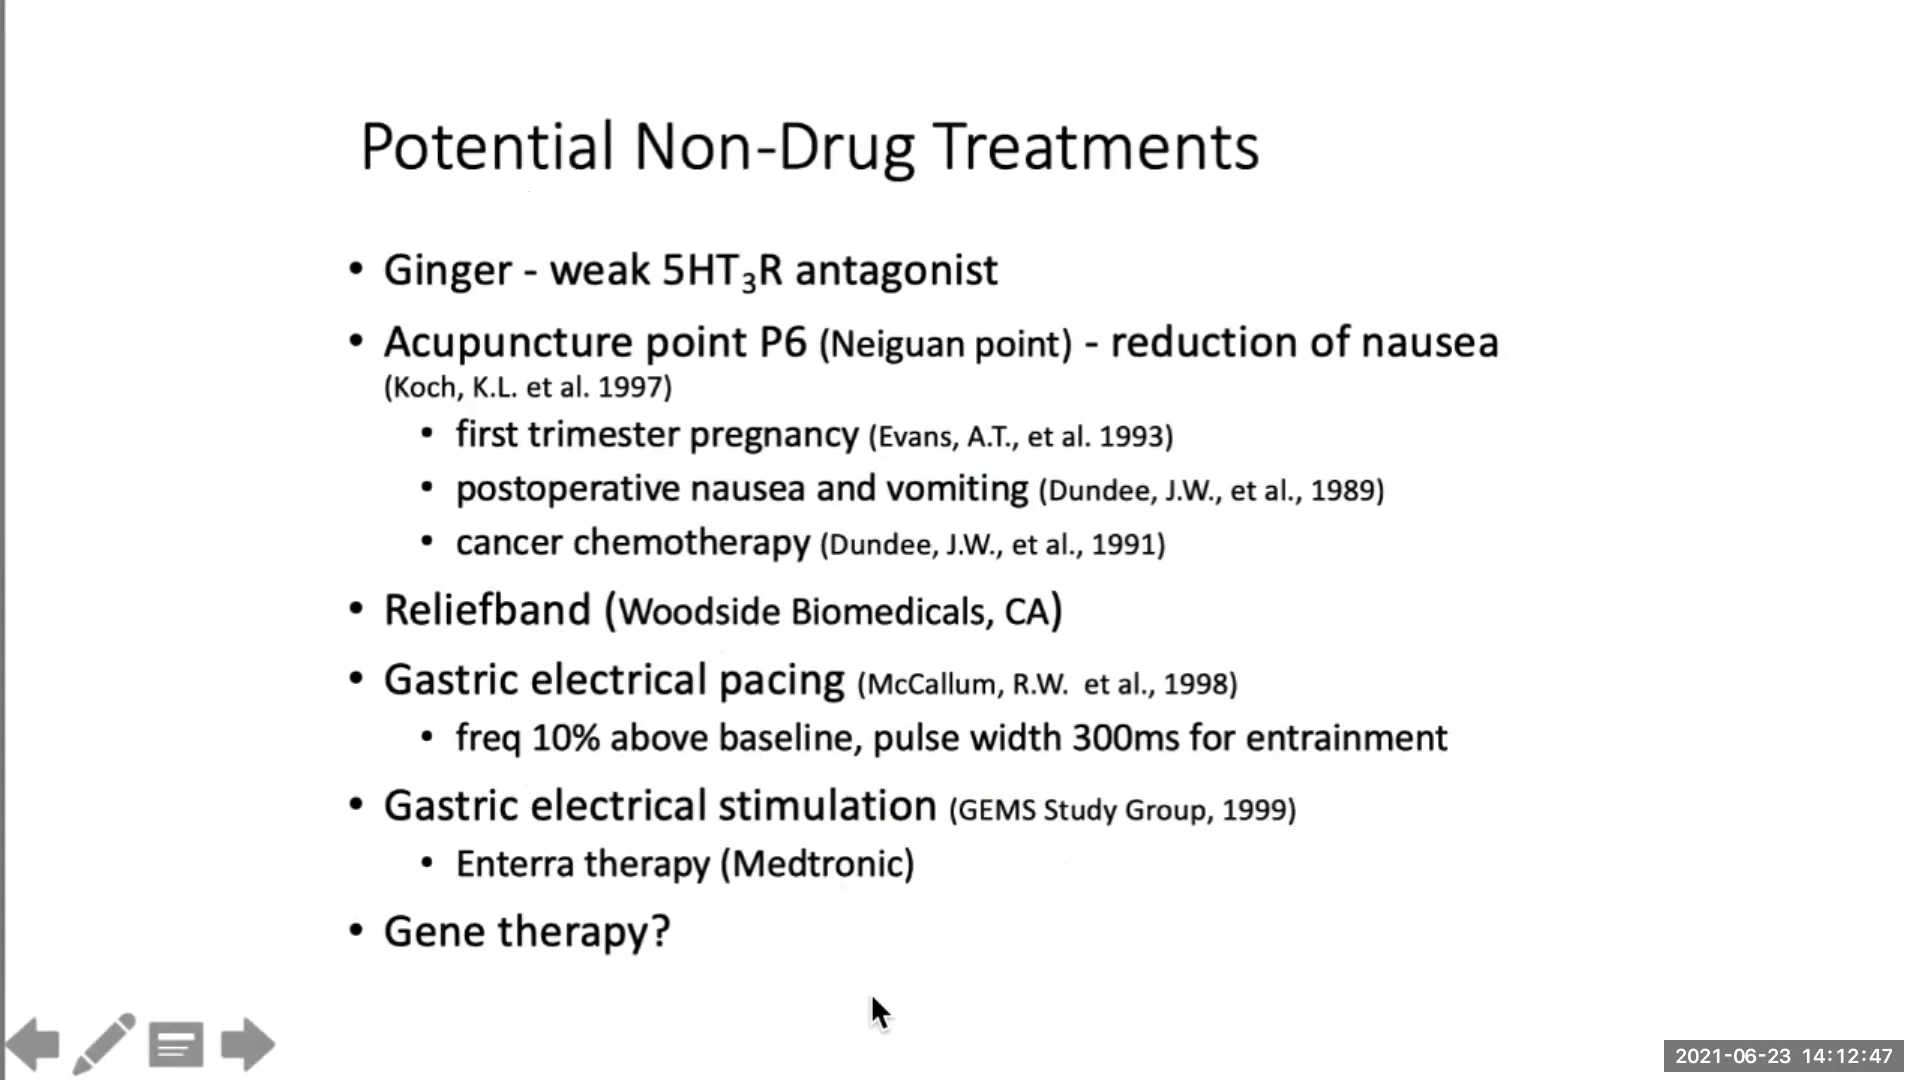 Potential Non-Drug Treatments
• Ginger - weak 5HT₃R antagonist
• Acupuncture point P6 (Neiguan point) - reduction of nausea
(Koch, K.L. et al. 1997)
• first trimester pregnancy (Evans, A.T., et al. 1993)
• postoperative nausea and vomiting (Dundee, J.W., et al., 1989)
• cancer chemotherapy (Dundee, J.W., et al., 1991)
• Reliefband (Woodside Biomedicals, CA)
• Gastric electrical pacing (McCallum, R.W.  et al., 1998)
• freq 10% above baseline, pulse width 300ms for entrainment
• Gastric electrical stimulation (GEMS Study Group, 1999)
• Enterra therapy (Medtronic)
• Gene therapy?
2021-06-23 14:12:47